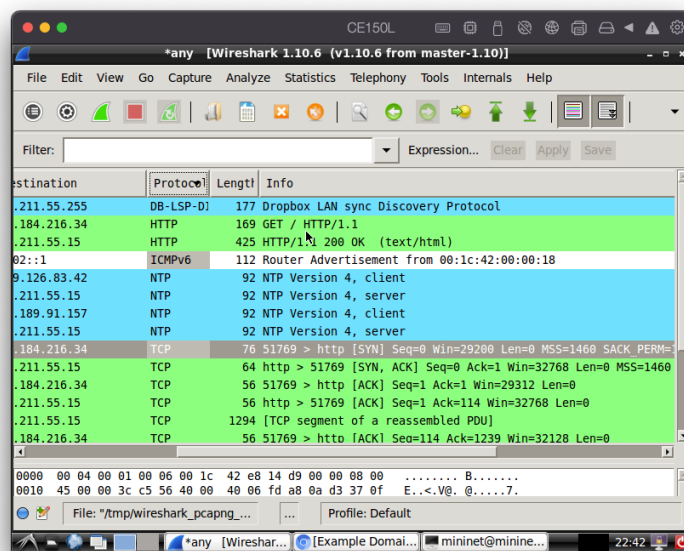 CE150L
*any [Wireshark 1.10.6 (v1.10.6 from master-1.10)]
File Edit View Go Capture Analyze Statistics Telephony Tools Internals Help
Filter: Expression... Clear Apply Save
estination Protocol Length Info
.211.55.255 DB-LSP-DI 177 Dropbox LAN sync Discovery Protocol
.184.216.34 HTTP 169 GET / HTTP/1.1
.211.55.15 HTTP 425 HTTP/1.1 200 OK (text/html)
02::1 ICMPv6 112 Router Advertisement from 00:1c:42:00:00:18
9.126.83.42 NTP 92 NTP Version 4, client
.211.55.15 NTP 92 NTP Version 4, server
.189.91.157 NTP 92 NTP Version 4, client
.211.55.15 NTP 92 NTP Version 4, server
.184.216.34 TCP 76 51769 > http [SYN] Seq=0 Win=29200 Len=0 MSS=1460 SACK_PERM=1
.211.55.15 TCP 64 http > 51769 [SYN, ACK] Seq=0 Ack=1 Win=32768 Len=0 MSS=1460
.184.216.34 TCP 56 51769 > http [ACK] Seq=1 Ack=1 Win=29312 Len=0
.211.55.15 TCP 56 http > 51769 [ACK] Seq=1 Ack=114 Win=32768 Len=0
.211.55.15 TCP 1294 [TCP segment of a reassembled PDU]
.184.216.34 TCP 56 51769 > http [ACK] Seq=114 Ack=1239 Win=32128 Len=0
0000 00 04 00 01 00 06 00 1c 42 e8 14 d9 00 00 08 00 ........ B.......
0010 45 00 00 3c c5 56 40 00 40 06 fd a8 0a d3 37 0f E..<.V@. @.....7.
File: "/tmp/wireshark_pcapng_... ... Profile: Default
*any [Wireshar... [Example Domai... mininet@minine... 22:42